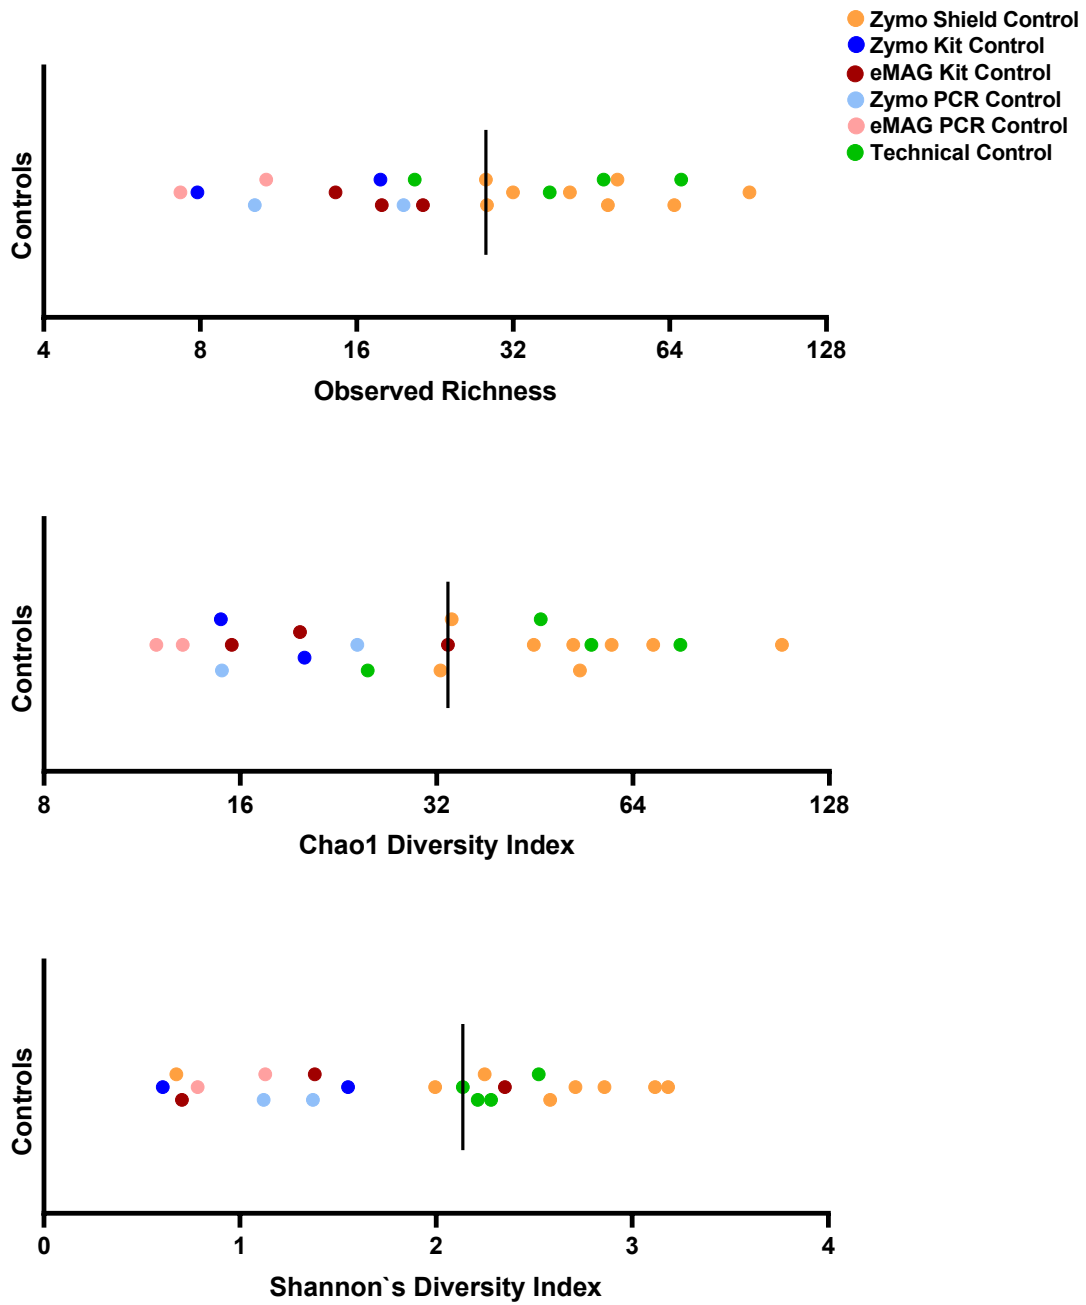 Zymo Shield Control
Zymo Kit Control
eMAG Kit Control
Zymo PCR Control
eMAG PCR Control
Technical Control
Controls
4 8 16 32 64 128
Observed Richness
Controls
8 16 32 64 128
Chao1 Diversity Index
Controls
0 1 2 3 4
Shannon`s Diversity Index